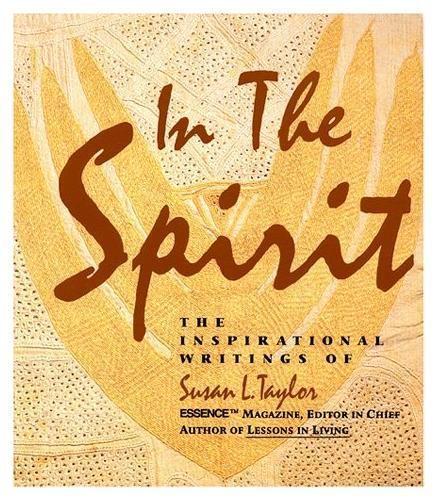 In The
Spirit
THE
INSPIRATIONAL
WRITINGS OF
Susan L. Taylor
ESSENCE™ MAGAZINE, EDITOR IN CHIEF
AUTHOR OF LESSONS IN LIVING